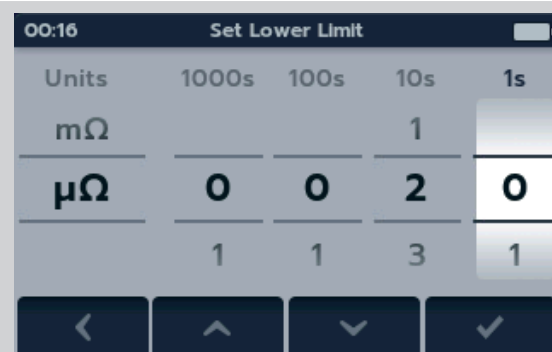 00:16 Set Lower Limit
Units 1000s 100s 10s 1s
mΩ 1
µΩ 0 0 2 0
1 1 3 1